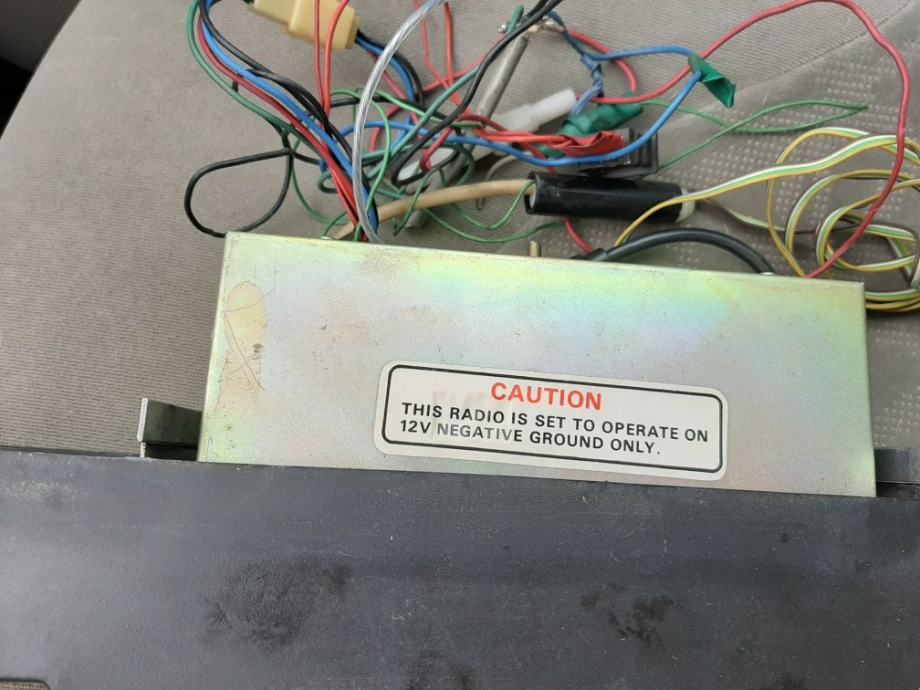 CAUTION
THIS RADIO IS SET TO OPERATE ON
12V NEGATIVE GROUND ONLY.